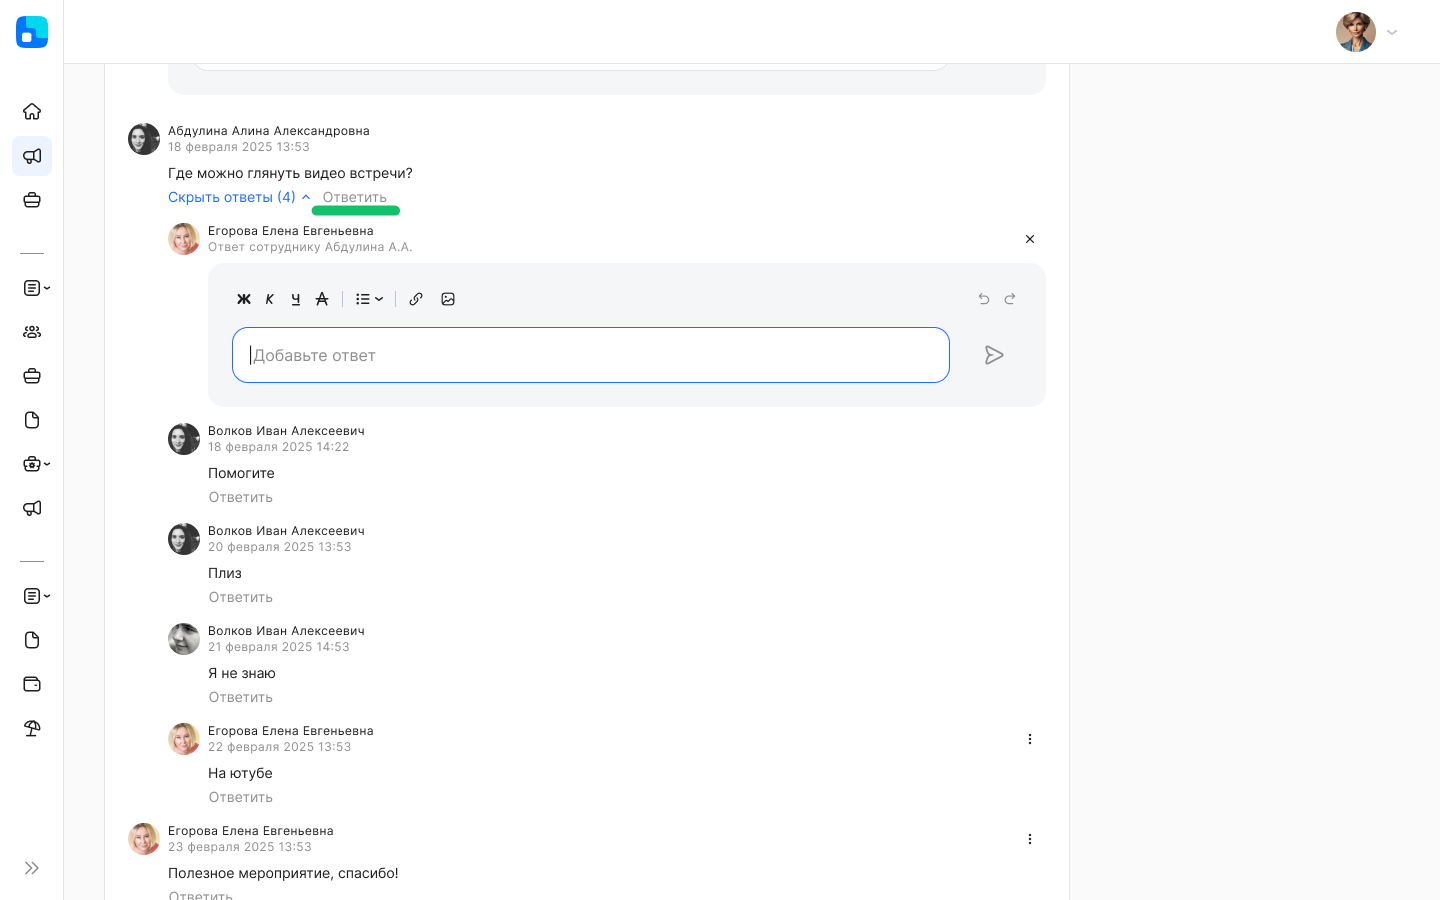 Абдулина Алина Александровна
18 февраля 2025 13:53
Где можно глянуть видео встречи?
Скрыть ответы (4) Ответить
Егорова Елена Евгеньевна
Ответ сотруднику Абдулина А.А.
Ж К Ч А
Добавьте ответ
Волков Иван Алексеевич
18 февраля 2025 14:22
Помогите
Ответить
Волков Иван Алексеевич
20 февраля 2025 13:53
Плиз
Ответить
Волков Иван Алексеевич
21 февраля 2025 14:53
Я не знаю
Ответить
Егорова Елена Евгеньевна
22 февраля 2025 13:53
На ютубе
Ответить
Егорова Елена Евгеньевна
23 февраля 2025 13:53
Полезное мероприятие, спасибо!
Ответить